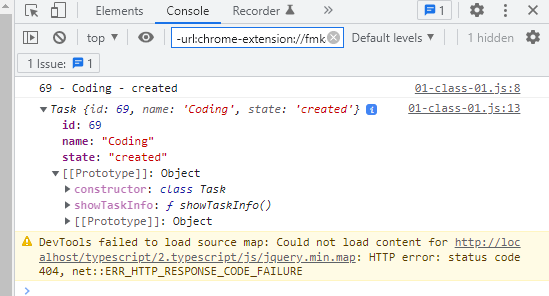 Elements Console Recorder 1
top -url:chrome-extension://fmk Default levels 1 hidden
1 Issue: 1
69 - Coding - created 01-class-01.js:8
Task {id: 69, name: 'Coding', state: 'created'} i 01-class-01.js:13
id: 69
name: "Coding"
state: "created"
[[Prototype]]: Object
constructor: class Task
showTaskInfo: ƒ showTaskInfo()
[[Prototype]]: Object
DevTools failed to load source map: Could not load content for http://loc
alhost/typescript/2.typescript/js/jquery.min.map: HTTP error: status code
404, net::ERR_HTTP_RESPONSE_CODE_FAILURE